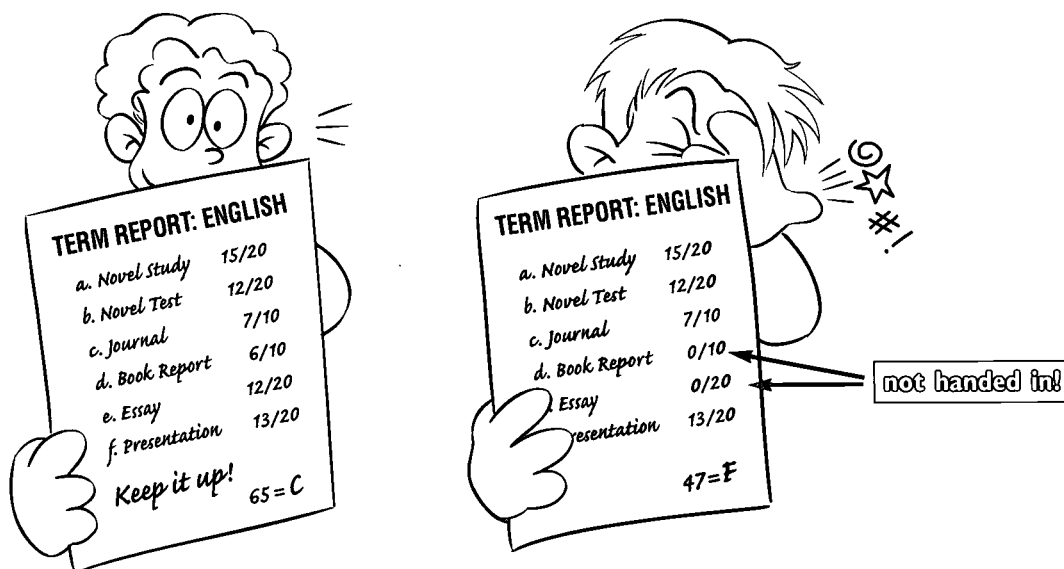 TERM REPORT: ENGLISH
a. Novel Study 15/20
b. Novel Test 12/20
c. Journal 7/10
d. Book Report 6/10
e. Essay 12/20
f. Presentation 13/20
Keep it up!
65 = C
TERM REPORT: ENGLISH
a. Novel Study 15/20
b. Novel Test 12/20
c. Journal 7/10
d. Book Report 0/10
Essay 0/20
resentation 13/20
47=F
#!
not handed in!